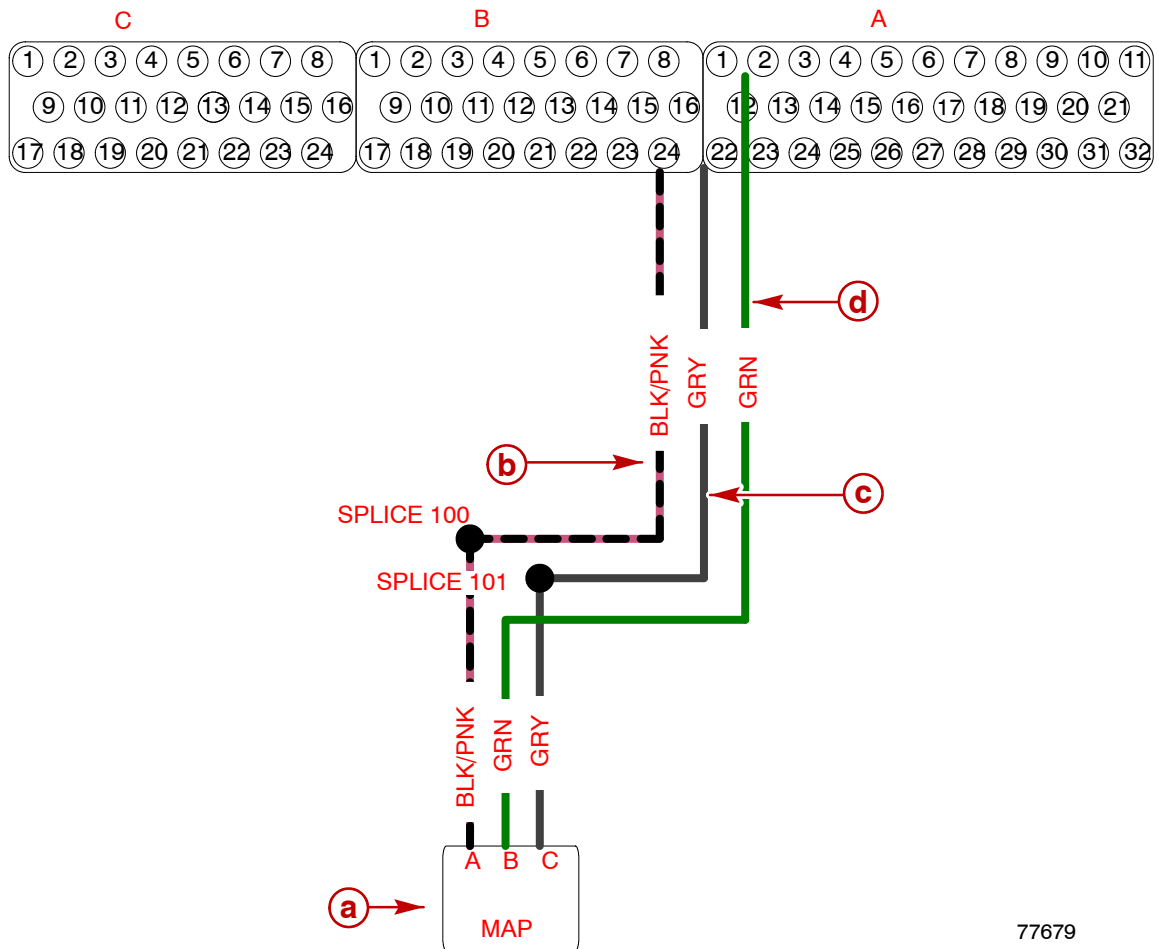 C B A
1 2 3 4 5 6 7 8 1 2 3 4 5 6 7 8 1 2 3 4 5 6 7 8 9 10 11
9 10 11 12 13 14 15 16 9 10 11 12 13 14 15 16 12 13 14 15 16 17 18 19 20 21
17 18 19 20 21 22 23 24 17 18 19 20 21 22 23 24 22 23 24 25 26 27 28 29 30 31 32
d
BLK/PNK GRY GRN
b
c
SPLICE 100
SPLICE 101
BLK/PNK GRN GRY
A B C
a
MAP
77679